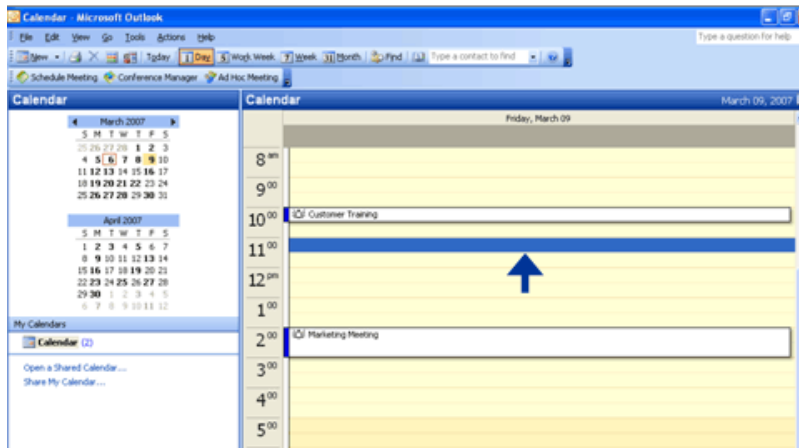 Calendar - Microsoft Outlook
File Edit View Go Tools Actions Help
Type a question for help
New Today 1 Day 5 Work Week 7 Week 31 Month Find Type a contact to find
Schedule Meeting Conference Manager Ad Hoc Meeting
Calendar
March 2007
S M T W T F S
25 26 27 28 1 2 3
4 5 6 7 8 9 10
11 12 13 14 15 16 17
18 19 20 21 22 23 24
25 26 27 28 29 30 31
April 2007
S M T W T F S
1 2 3 4 5 6 7
8 9 10 11 12 13 14
15 16 17 18 19 20 21
22 23 24 25 26 27 28
29 30 1 2 3 4 5
6 7 8 9 10 11 12
My Calendars
Calendar (2)
Open a Shared Calendar...
Share My Calendar...
Calendar March 09, 2007
Friday, March 09
8 am
9 00
10 00 Customer Training
11 00
12 pm
1 00
2 00 Marketing Meeting
3 00
4 00
5 00